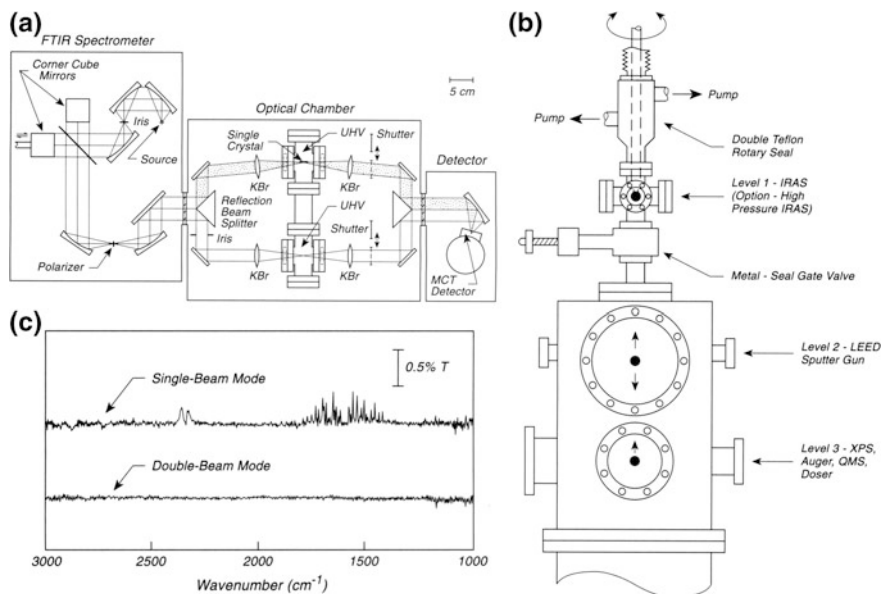 (a)
FTIR Spectrometer
Corner Cube
Mirrors
Iris
Source
Polarizer
5 cm
Optical Chamber
Single
Crystal
UHV
Shutter
KBr
KBr
Reflection
Beam
Splitter
Iris
UHV
Shutter
KBr
KBr
Detector
MCT
Detector
(b)
Pump
Pump
Double Teflon
Rotary Seal
Level 1 - IRAS
(Option - High
Pressure IRAS)
Metal - Seal Gate Valve
Level 2 - LEED
Sputter Gun
Level 3 - XPS,
Auger, QMS,
Doser
(c)
0.5% T
Single-Beam Mode
Double-Beam Mode
3000 2500 2000 1500 1000
Wavenumber (cm⁻¹)